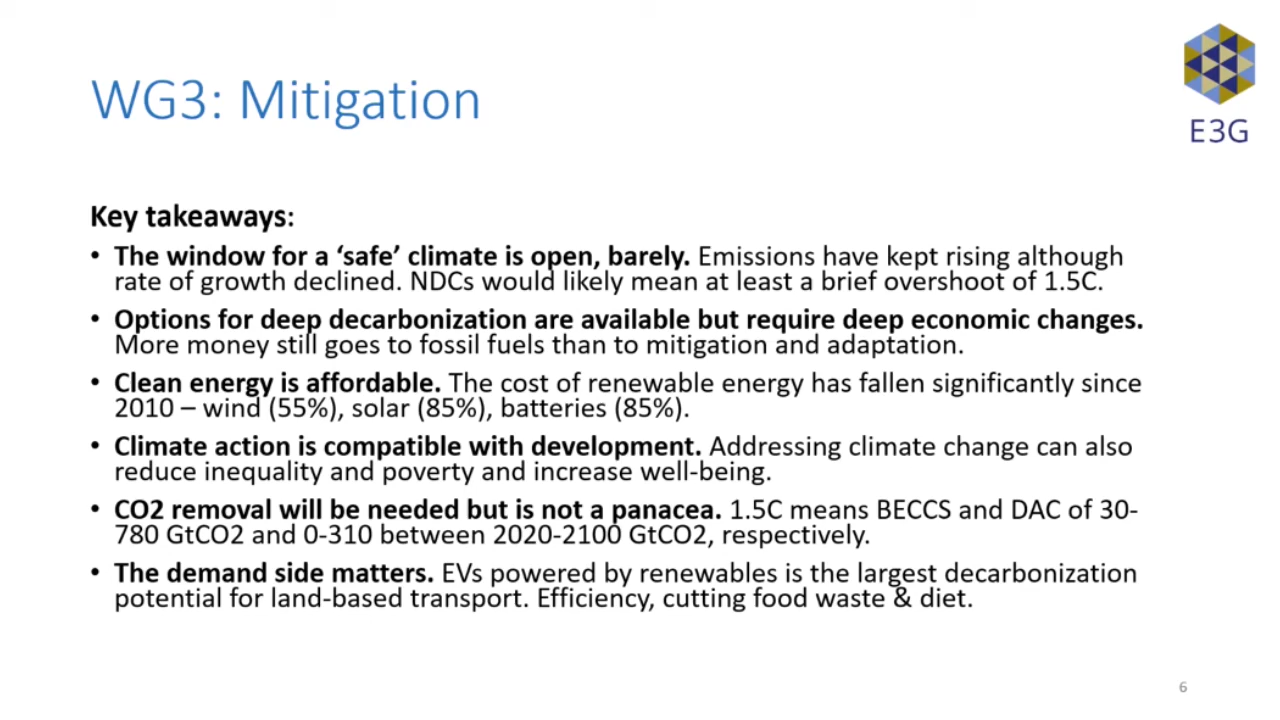 WG3: Mitigation
E3G
Key takeaways:
• The window for a ‘safe’ climate is open, barely. Emissions have kept rising although
rate of growth declined. NDCs would likely mean at least a brief overshoot of 1.5C.
• Options for deep decarbonization are available but require deep economic changes.
More money still goes to fossil fuels than to mitigation and adaptation.
• Clean energy is affordable. The cost of renewable energy has fallen significantly since
2010 – wind (55%), solar (85%), batteries (85%).
• Climate action is compatible with development. Addressing climate change can also
reduce inequality and poverty and increase well-being.
• CO2 removal will be needed but is not a panacea. 1.5C means BECCS and DAC of 30-
780 GtCO2 and 0-310 between 2020-2100 GtCO2, respectively.
• The demand side matters. EVs powered by renewables is the largest decarbonization
potential for land-based transport. Efficiency, cutting food waste & diet.
6